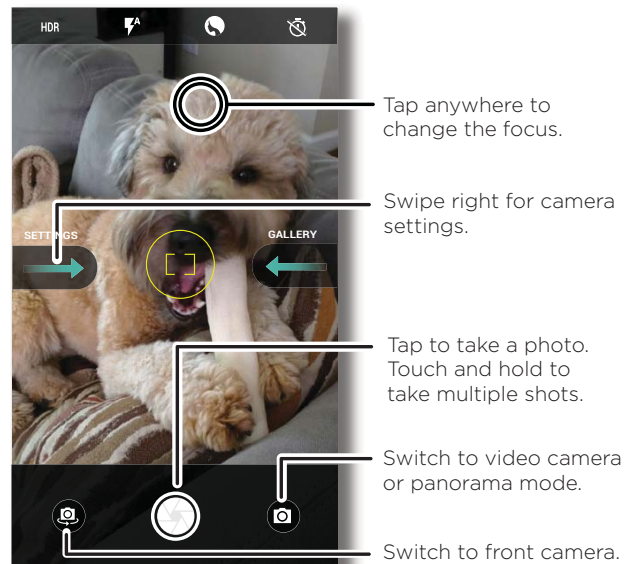 HDR
A
Tap anywhere to
change the focus.
Swipe right for camera
settings.
SETTINGS
GALLERY
Tap to take a photo.
Touch and hold to
take multiple shots.
Switch to video camera
or panorama mode.
Switch to front camera.